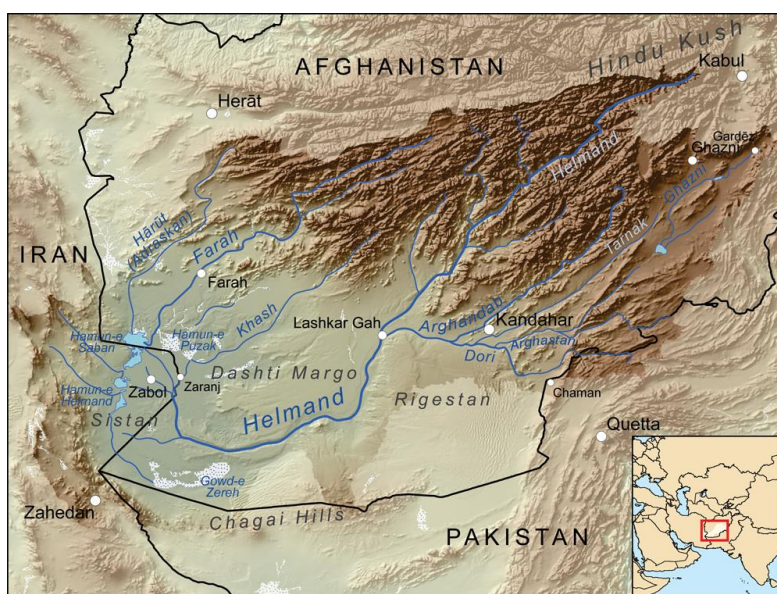 Hindu Kush
Kabul
AFGHANISTAN
Herāt
Gardēz
Ghazni
Helmand
Ghazni
Tarnak
Hārūt
(Adraskan)
IRAN
Farah
Farah
Khash
Lashkar Gah
Arghandab
Kandahar
Arghastan
Dori
Hamun-e
Sabari
Hamun-e
Puzak
Dashti Margo
Zaranj
Zabol
Hamun-e
Helmand
Sistan
Helmand
Rigestan
Chaman
Quetta
Gowd-e
Zereh
Zahedan
Chagai Hills
PAKISTAN